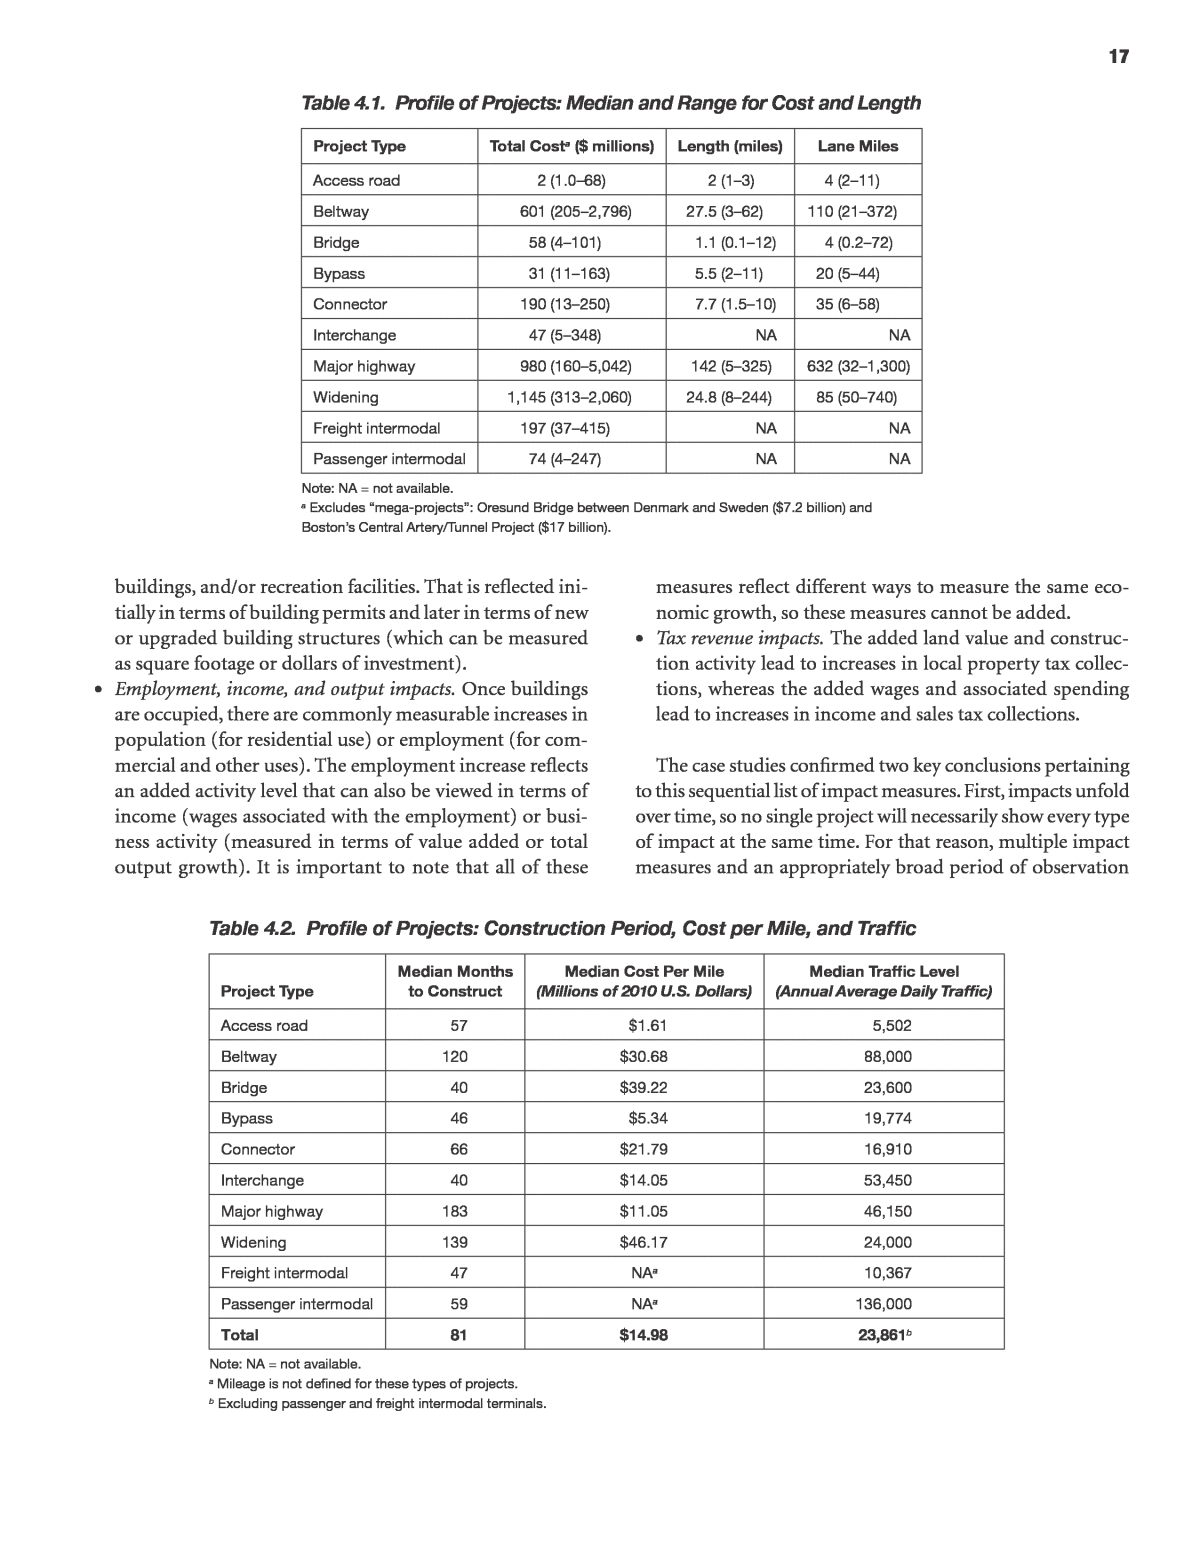 17
Table 4.1. Profile of Projects: Median and Range for Cost and Length
Project Type Total Costa ($ millions) Length (miles) Lane Miles
Access road 2 (1.0–68) 2 (1–3) 4 (2–11)
Beltway 601 (205–2,796) 27.5 (3–62) 110 (21–372)
Bridge 58 (4–101) 1.1 (0.1–12) 4 (0.2–72)
Bypass 31 (11–163) 5.5 (2–11) 20 (5–44)
Connector 190 (13–250) 7.7 (1.5–10) 35 (6–58)
Interchange 47 (5–348) NA NA
Major highway 980 (160–5,042) 142 (5–325) 632 (32–1,300)
Widening 1,145 (313–2,060) 24.8 (8–244) 85 (50–740)
Freight intermodal 197 (37–415) NA NA
Passenger intermodal 74 (4–247) NA NA
Note: NA = not available.
a Excludes “mega-projects”: Oresund Bridge between Denmark and Sweden ($7.2 billion) and
Boston’s Central Artery/Tunnel Project ($17 billion).
buildings, and/or recreation facilities. That is reflected ini-
tially in terms of building permits and later in terms of new
or upgraded building structures (which can be measured
as square footage or dollars of investment).
• Employment, income, and output impacts. Once buildings
are occupied, there are commonly measurable increases in
population (for residential use) or employment (for com-
mercial and other uses). The employment increase reflects
an added activity level that can also be viewed in terms of
income (wages associated with the employment) or busi-
ness activity (measured in terms of value added or total
output growth). It is important to note that all of these
measures reflect different ways to measure the same eco-
nomic growth, so these measures cannot be added.
• Tax revenue impacts. The added land value and construc-
tion activity lead to increases in local property tax collec-
tions, whereas the added wages and associated spending
lead to increases in income and sales tax collections.
The case studies confirmed two key conclusions pertaining
to this sequential list of impact measures. First, impacts unfold
over time, so no single project will necessarily show every type
of impact at the same time. For that reason, multiple impact
measures and an appropriately broad period of observation
Table 4.2. Profile of Projects: Construction Period, Cost per Mile, and Traffic
Project Type Median Months to Construct Median Cost Per Mile (Millions of 2010 U.S. Dollars) Median Traffic Level (Annual Average Daily Traffic)
Access road 57 $1.61 5,502
Beltway 120 $30.68 88,000
Bridge 40 $39.22 23,600
Bypass 46 $5.34 19,774
Connector 66 $21.79 16,910
Interchange 40 $14.05 53,450
Major highway 183 $11.05 46,150
Widening 139 $46.17 24,000
Freight intermodal 47 NAa 10,367
Passenger intermodal 59 NAa 136,000
Total 81 $14.98 23,861b
Note: NA = not available.
a Mileage is not defined for these types of projects.
b Excluding passenger and freight intermodal terminals.